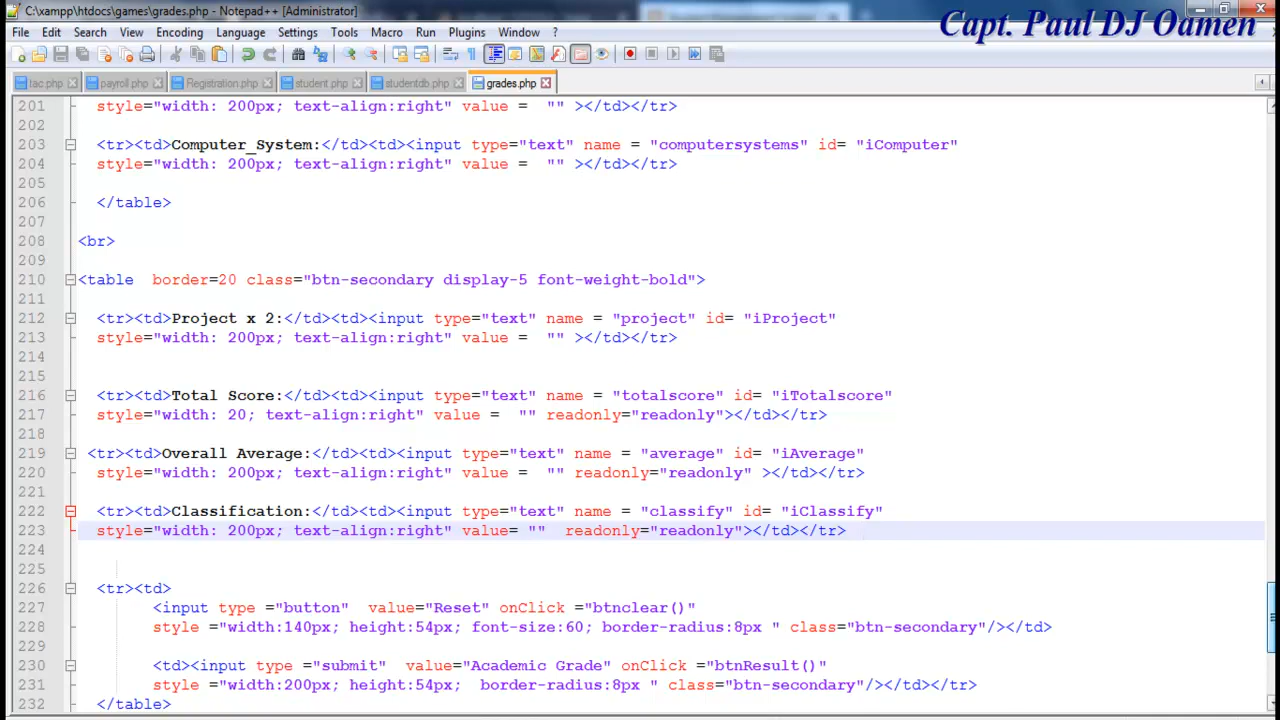 C:\xampp\htdocs\games\grades.php - Notepad++ [Administrator]
Capt. Paul DJ Oamen
File Edit Search View Encoding Language Settings Tools Macro Run Plugins Window ?
tac.php payroll.php Registration.php student.php studentdb.php grades.php
201 style="width: 200px; text-align:right" value = "" ></td></tr>
202
203 <tr><td>Computer_System:</td><td><input type="text" name = "computersystems" id= "iComputer"
204 style="width: 200px; text-align:right" value = "" ></td></tr>
205
206 </table>
207
208 <br>
209
210 <table border=20 class="btn-secondary display-5 font-weight-bold">
211
212 <tr><td>Project x 2:</td><td><input type="text" name = "project" id= "iProject"
213 style="width: 200px; text-align:right" value = "" ></td></tr>
214
215
216 <tr><td>Total Score:</td><td><input type="text" name = "totalscore" id= "iTotalscore"
217 style="width: 20; text-align:right" value = "" readonly="readonly"></td></tr>
218
219 <tr><td>Overall Average:</td><td><input type="text" name = "average" id= "iAverage"
220 style="width: 200px; text-align:right" value = "" readonly="readonly" ></td></tr>
221
222 <tr><td>Classification:</td><td><input type="text" name = "classify" id= "iClassify"
223 style="width: 200px; text-align:right" value= "" readonly="readonly"></td></tr>
224
225
226 <tr><td>
227 <input type ="button" value="Reset" onClick ="btnclear()"
228 style ="width:140px; height:54px; font-size:60; border-radius:8px " class="btn-secondary"/></td>
229
230 <td><input type ="submit" value="Academic Grade" onClick ="btnResult()"
231 style ="width:200px; height:54px; border-radius:8px " class="btn-secondary"/></td></tr>
232 </table>